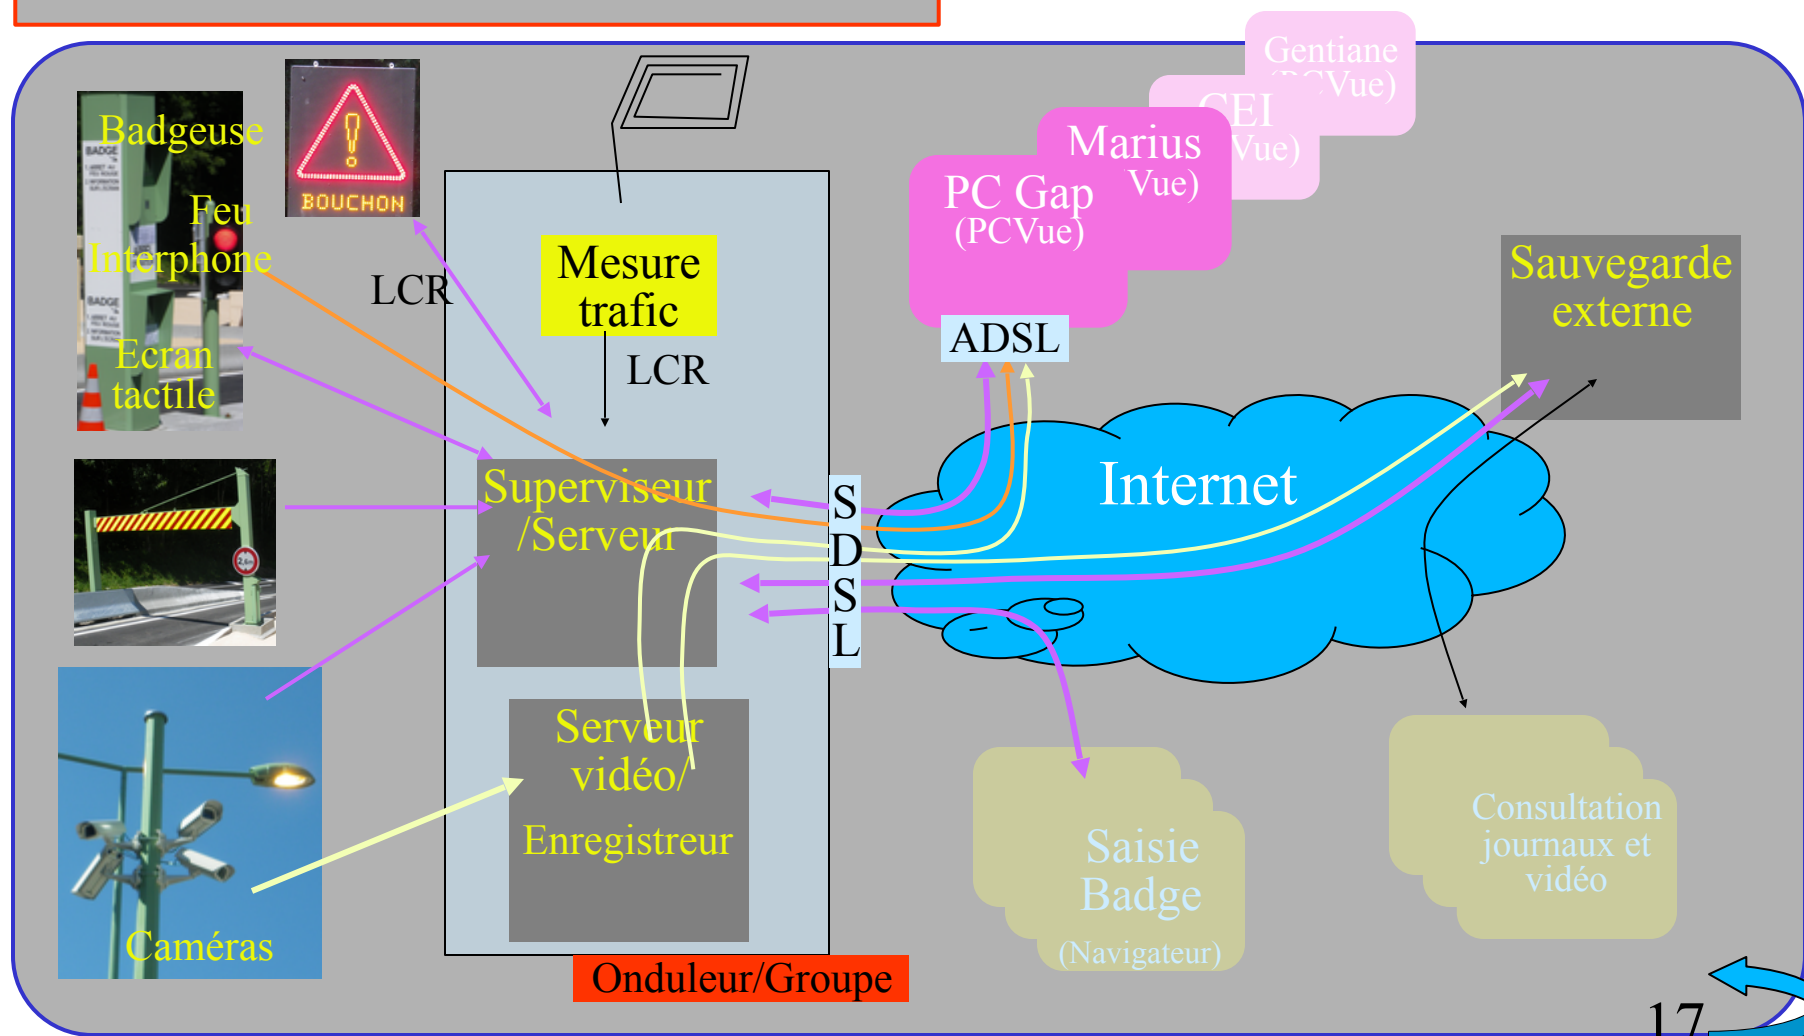 Gentiane
CEI
Vue)
Marius
Vue)
PC Gap
(PCVue)
ADSL
Badgeuse
BADGE
Feu
Interphone
BADGE
Ecran
tactile
BOUCHON
LCR
Mesure
trafic
LCR
Superviseur
/Serveur
S
D
S
L
Internet
Sauvegarde
externe
Serveur
vidéo/
Enregistreur
Caméras
Onduleur/Groupe
Saisie
Badge
(Navigateur)
Consultation
journaux et
vidéo
17